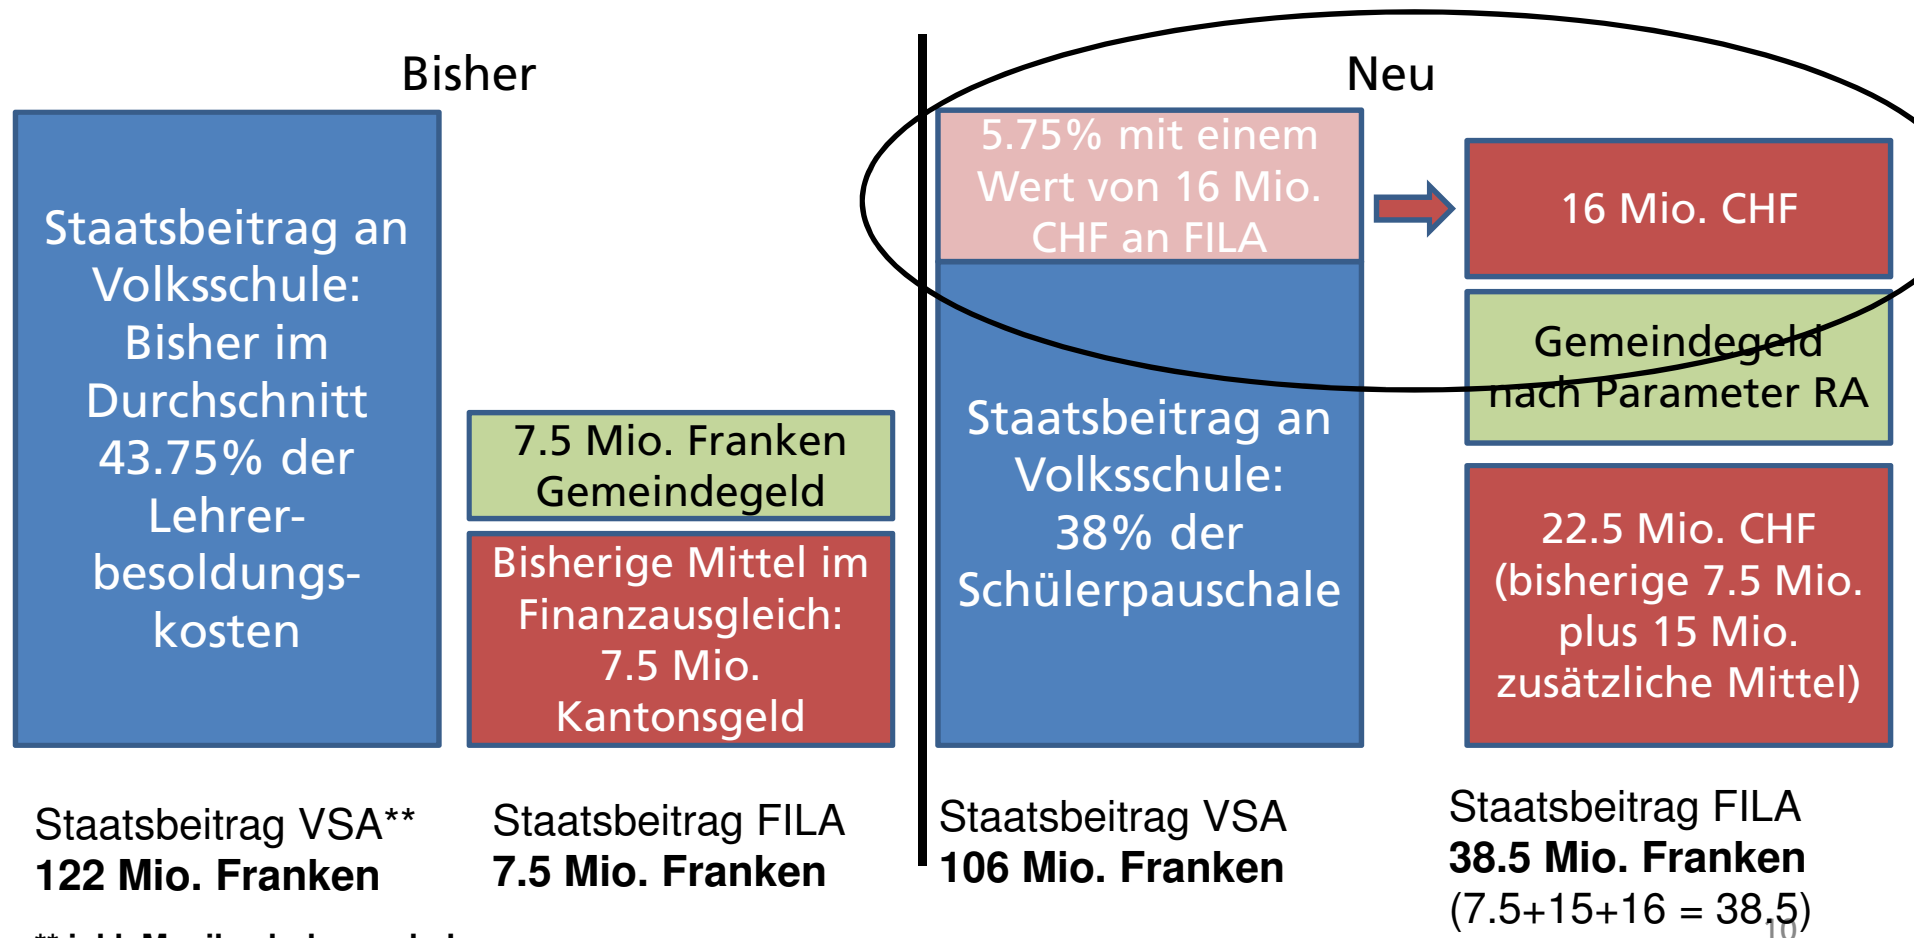 Bisher
Staatsbeitrag an
Volksschule:
Bisher im
Durchschnitt
43.75% der
Lehrer-
besoldungs-
kosten
7.5 Mio. Franken
Gemeindegeld
Bisherige Mittel im
Finanzausgleich:
7.5 Mio.
Kantonsgeld
Staatsbeitrag VSA**
122 Mio. Franken
Staatsbeitrag FILA
7.5 Mio. Franken
Neu
5.75% mit einem
Wert von 16 Mio.
CHF an FILA
Staatsbeitrag an
Volksschule:
38% der
Schülerpauschale
16 Mio. CHF
Gemeindegeld
nach Parameter RA
22.5 Mio. CHF
(bisherige 7.5 Mio.
plus 15 Mio.
zusätzliche Mittel)
Staatsbeitrag VSA
106 Mio. Franken
Staatsbeitrag FILA
38.5 Mio. Franken
(7.5+15+16 = 38.5)
10